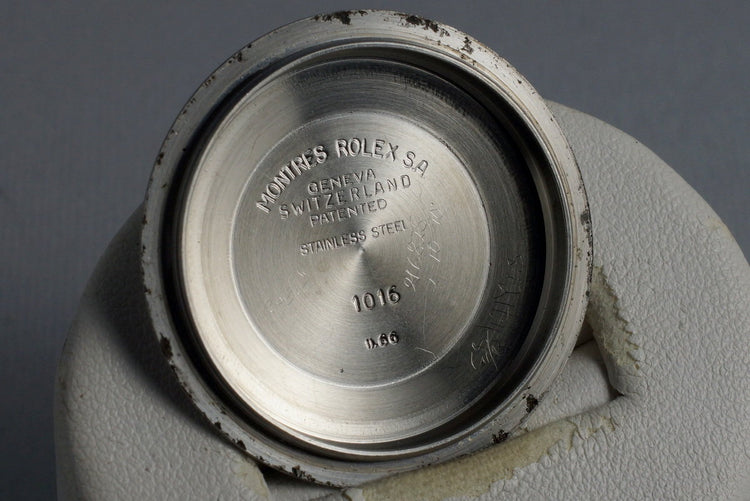 MONTRES ROLEX S.A
GENEVA
SWITZERLAND
PATENTED
STAINLESS STEEL
1016
II.66